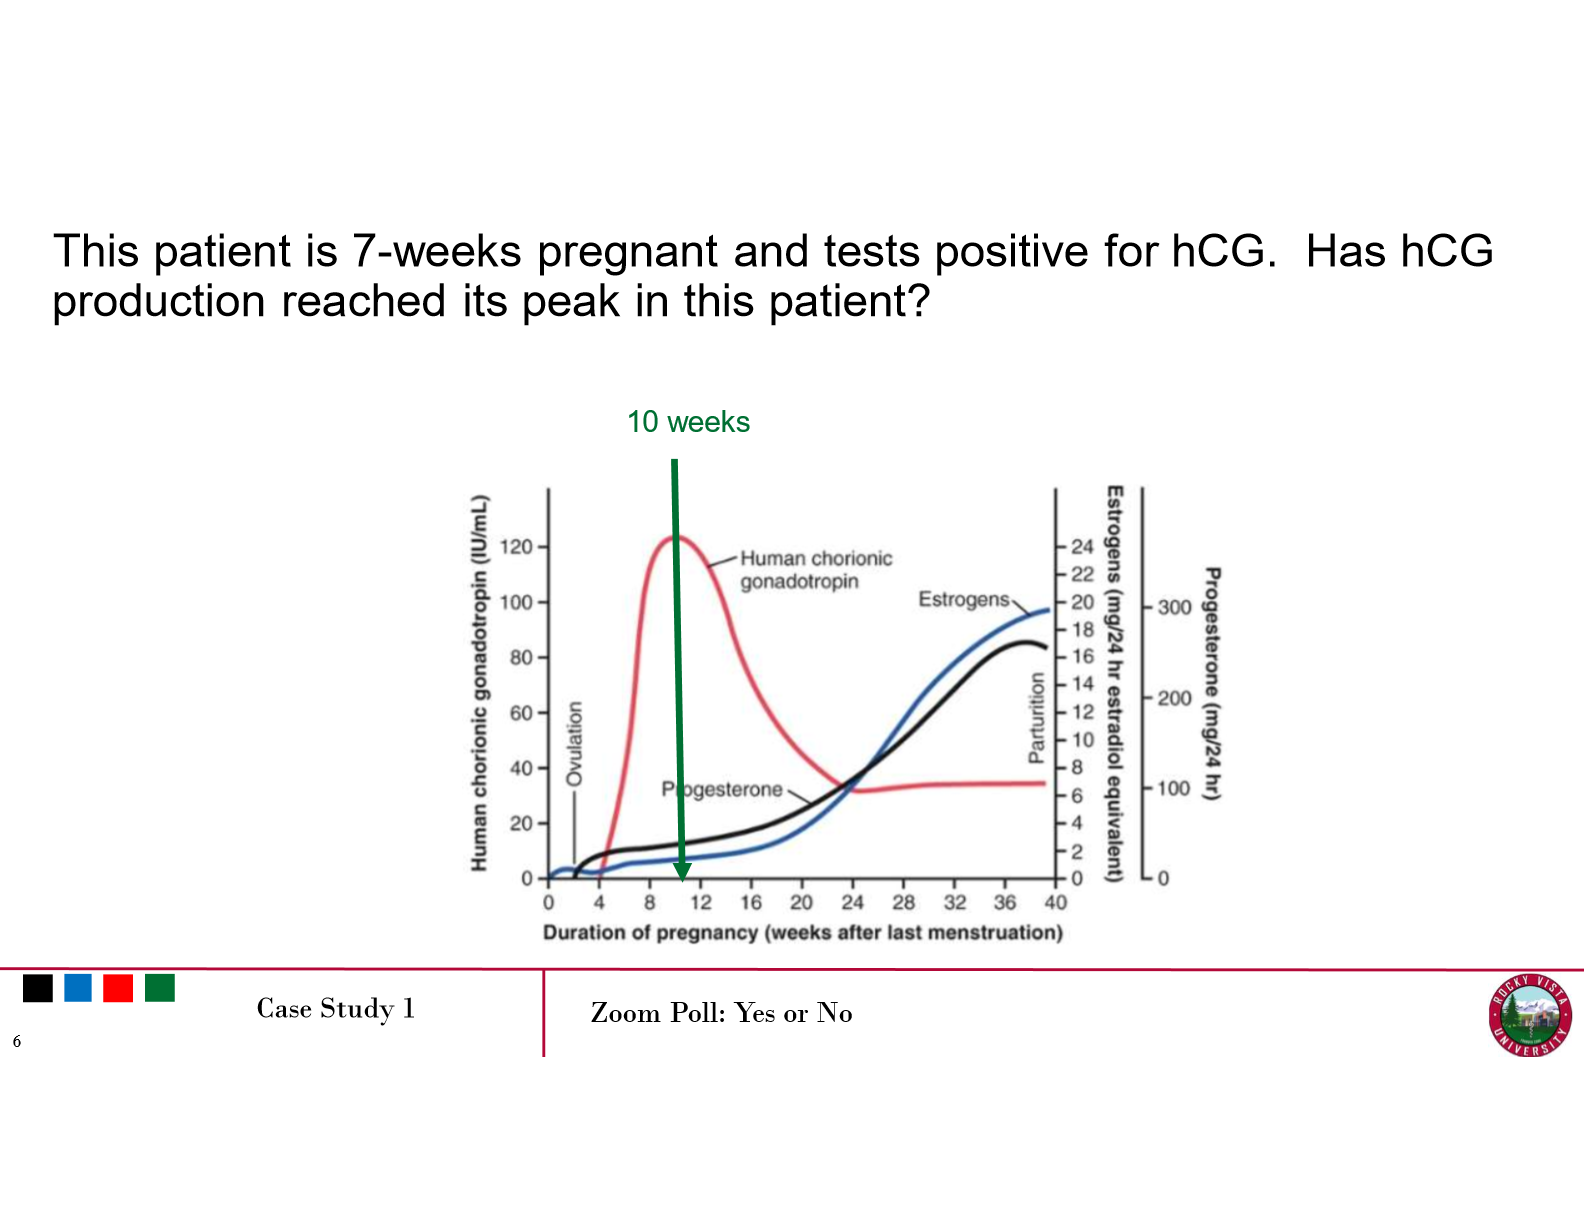 This patient is 7-weeks pregnant and tests positive for hCG.  Has hCG
production reached its peak in this patient?
10 weeks
Human chorionic gonadotropin (IU/mL)
120
100
80
60
40
20
0
Ovulation
Human chorionic
gonadotropin
Estrogens
Progesterone
Parturition
24
22
20
18
16
14
12
10
8
6
4
2
0
Estrogens (mg/24 hr estradiol equivalent)
300
200
100
0
Progesterone (mg/24 hr)
0 4 8 12 16 20 24 28 32 36 40
Duration of pregnancy (weeks after last menstruation)
Case Study 1
Zoom Poll: Yes or No
6
ROCKY VISTA
UNIVERSITY